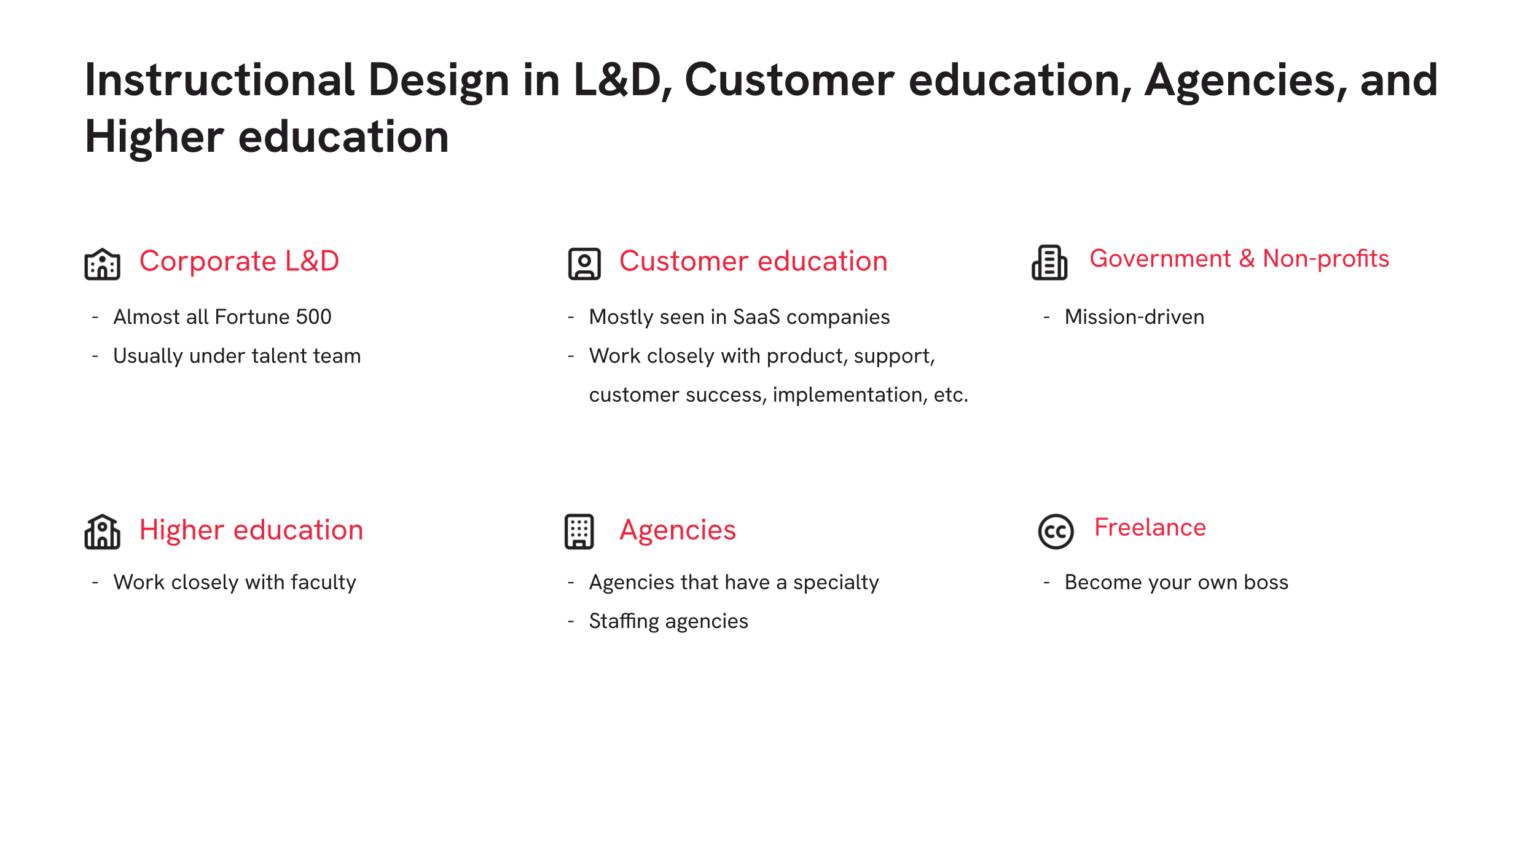 Instructional Design in L&D, Customer education, Agencies, and
Higher education
Corporate L&D
- Almost all Fortune 500
- Usually under talent team
Customer education
- Mostly seen in SaaS companies
- Work closely with product, support,
customer success, implementation, etc.
Government & Non-profits
- Mission-driven
Higher education
- Work closely with faculty
Agencies
- Agencies that have a specialty
- Staffing agencies
CC
Freelance
- Become your own boss